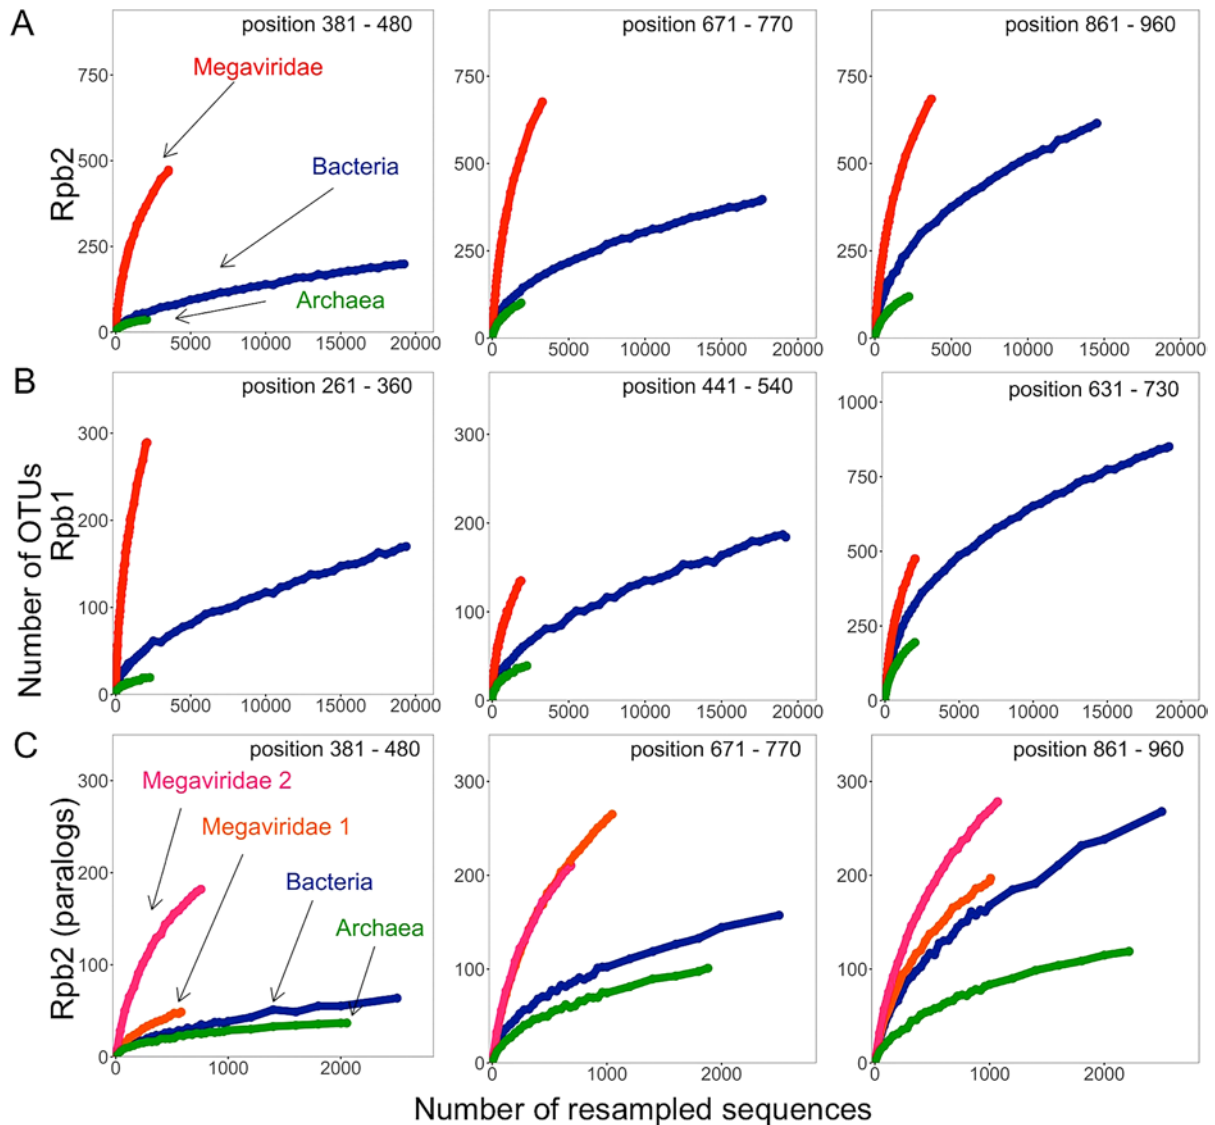 A
position 381 - 480
position 671 - 770
position 861 - 960
Rpb2
750
500
250
0
0 5000 10000 15000 20000
Megaviridae
Bacteria
Archaea
750
500
250
0
0 5000 10000 15000 20000
750
500
250
0
0 5000 10000 15000 20000
B
position 261 - 360
position 441 - 540
position 631 - 730
Number of OTUs
Rpb1
300
200
100
0
0 5000 10000 15000 20000
300
200
100
0
0 5000 10000 15000 20000
1000
750
500
250
0
0 5000 10000 15000 20000
C
position 381 - 480
position 671 - 770
position 861 - 960
Rpb2 (paralogs)
300
200
100
0
0 1000 2000
Megaviridae 2
Megaviridae 1
Bacteria
Archaea
300
200
100
0
0 1000 2000
300
200
100
0
0 1000 2000
Number of resampled sequences